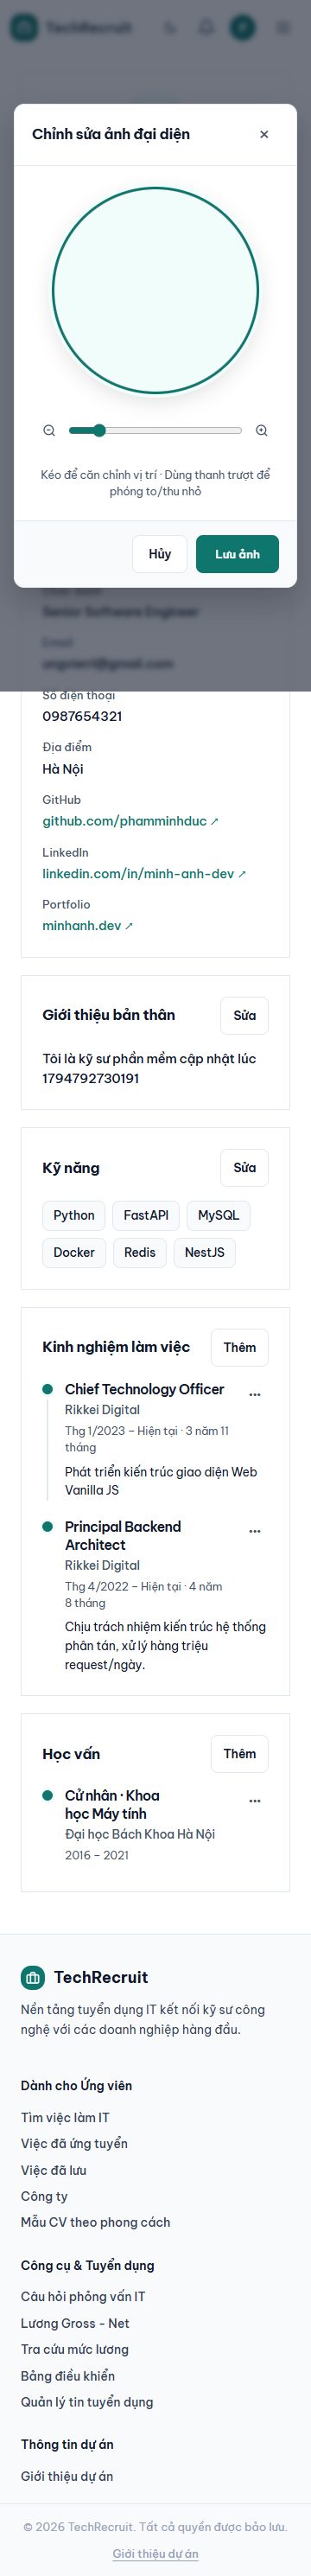 TechRecruit
Chỉnh sửa ảnh đại diện
×
Kéo để căn chỉnh vị trí · Dùng thanh trượt để
phóng to/thu nhỏ
Hủy
Lưu ảnh
Senior Software Engineer
Email
Số điện thoại
0987654321
Địa điểm
Hà Nội
GitHub
github.com/phamminhduc ↗
LinkedIn
linkedin.com/in/minh-anh-dev ↗
Portfolio
minhanh.dev ↗
Giới thiệu bản thân
Sửa
Tôi là kỹ sư phần mềm cập nhật lúc
1794792730191
Kỹ năng
Sửa
Python
FastAPI
MySQL
Docker
Redis
NestJS
Kinh nghiệm làm việc
Thêm
Chief Technology Officer
...
Rikkei Digital
Thg 1/2023 – Hiện tại · 3 năm 11
tháng
Phát triển kiến trúc giao diện Web
Vanilla JS
Principal Backend
Architect
...
Rikkei Digital
Thg 4/2022 – Hiện tại · 4 năm
8 tháng
Chịu trách nhiệm kiến trúc hệ thống
phân tán, xử lý hàng triệu
request/ngày.
Học vấn
Thêm
Cử nhân · Khoa
học Máy tính
...
Đại học Bách Khoa Hà Nội
2016 – 2021
TechRecruit
Nền tảng tuyển dụng IT kết nối kỹ sư công
nghệ với các doanh nghiệp hàng đầu.
Dành cho Ứng viên
Tìm việc làm IT
Việc đã ứng tuyển
Việc đã lưu
Công ty
Mẫu CV theo phong cách
Công cụ & Tuyển dụng
Câu hỏi phỏng vấn IT
Lương Gross - Net
Tra cứu mức lương
Bảng điều khiển
Quản lý tin tuyển dụng
Thông tin dự án
Giới thiệu dự án
© 2026 TechRecruit. Tất cả quyền được bảo lưu.
Giới thiệu dự án